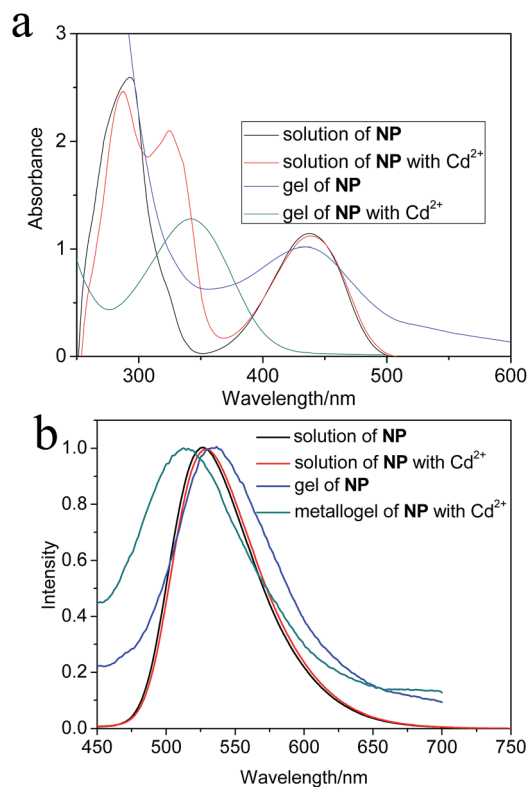 a
3
2
1
0
Absorbance
solution of NP
solution of NP with Cd²⁺
gel of NP
gel of NP with Cd²⁺
300 400 500 600
Wavelength/nm
b
1.0
0.8
0.6
0.4
0.2
0.0
Intensity
solution of NP
solution of NP with Cd²⁺
gel of NP
metallogel of NP with Cd²⁺
450 500 550 600 650 700 750
Wavelength/nm